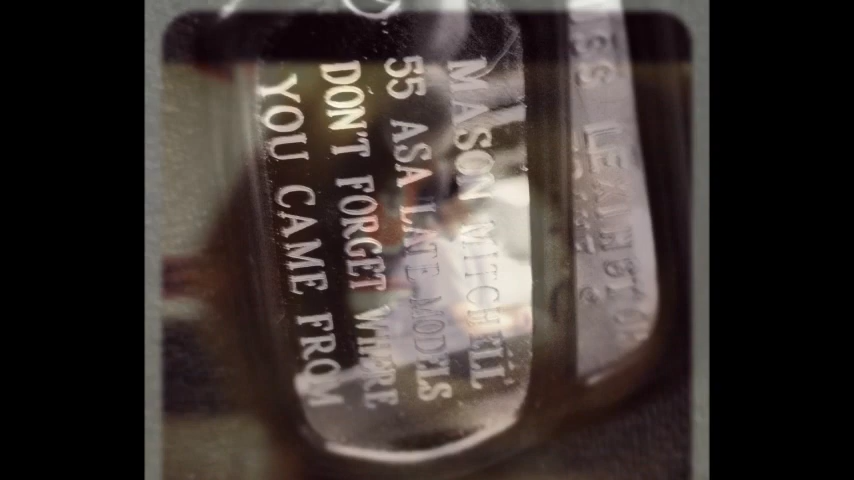 MASON MITCHELL
55 ASA LATE MODELS
DON'T FORGET WHERE
YOU CAME FROM